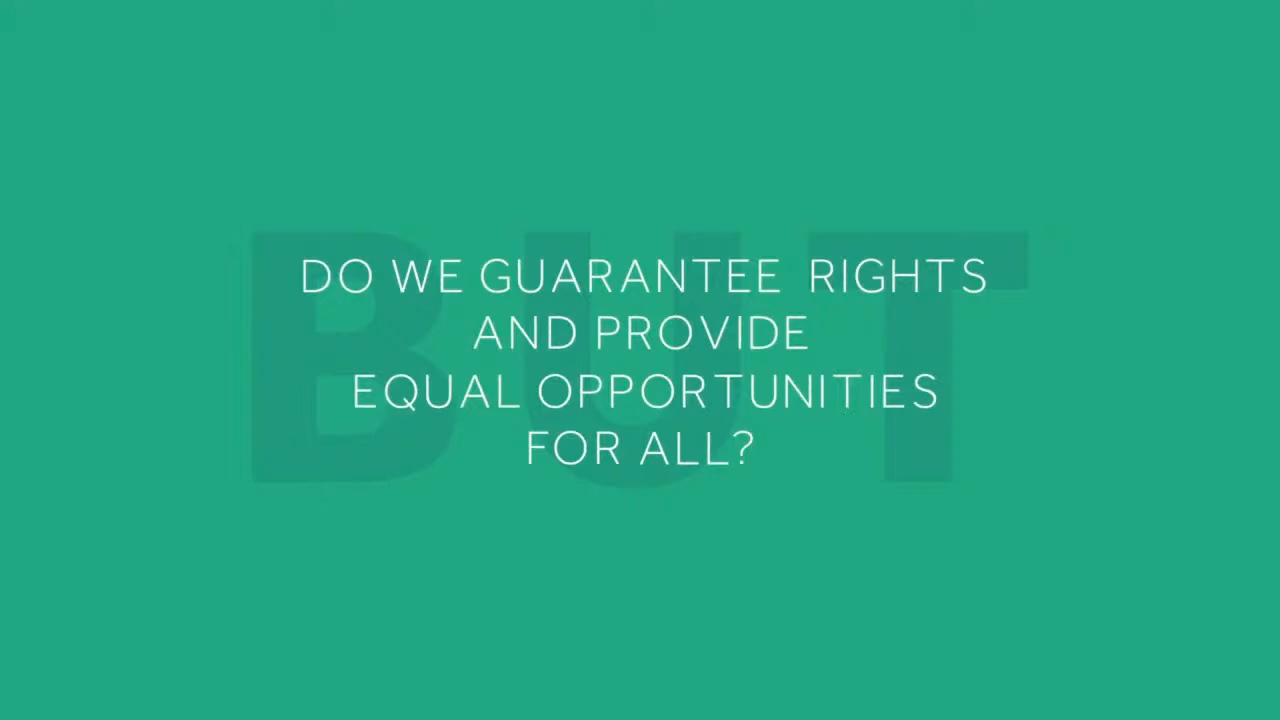 BUT
DO WE GUARANTEE RIGHTS
AND PROVIDE
EQUAL OPPORTUNITIES
FOR ALL?